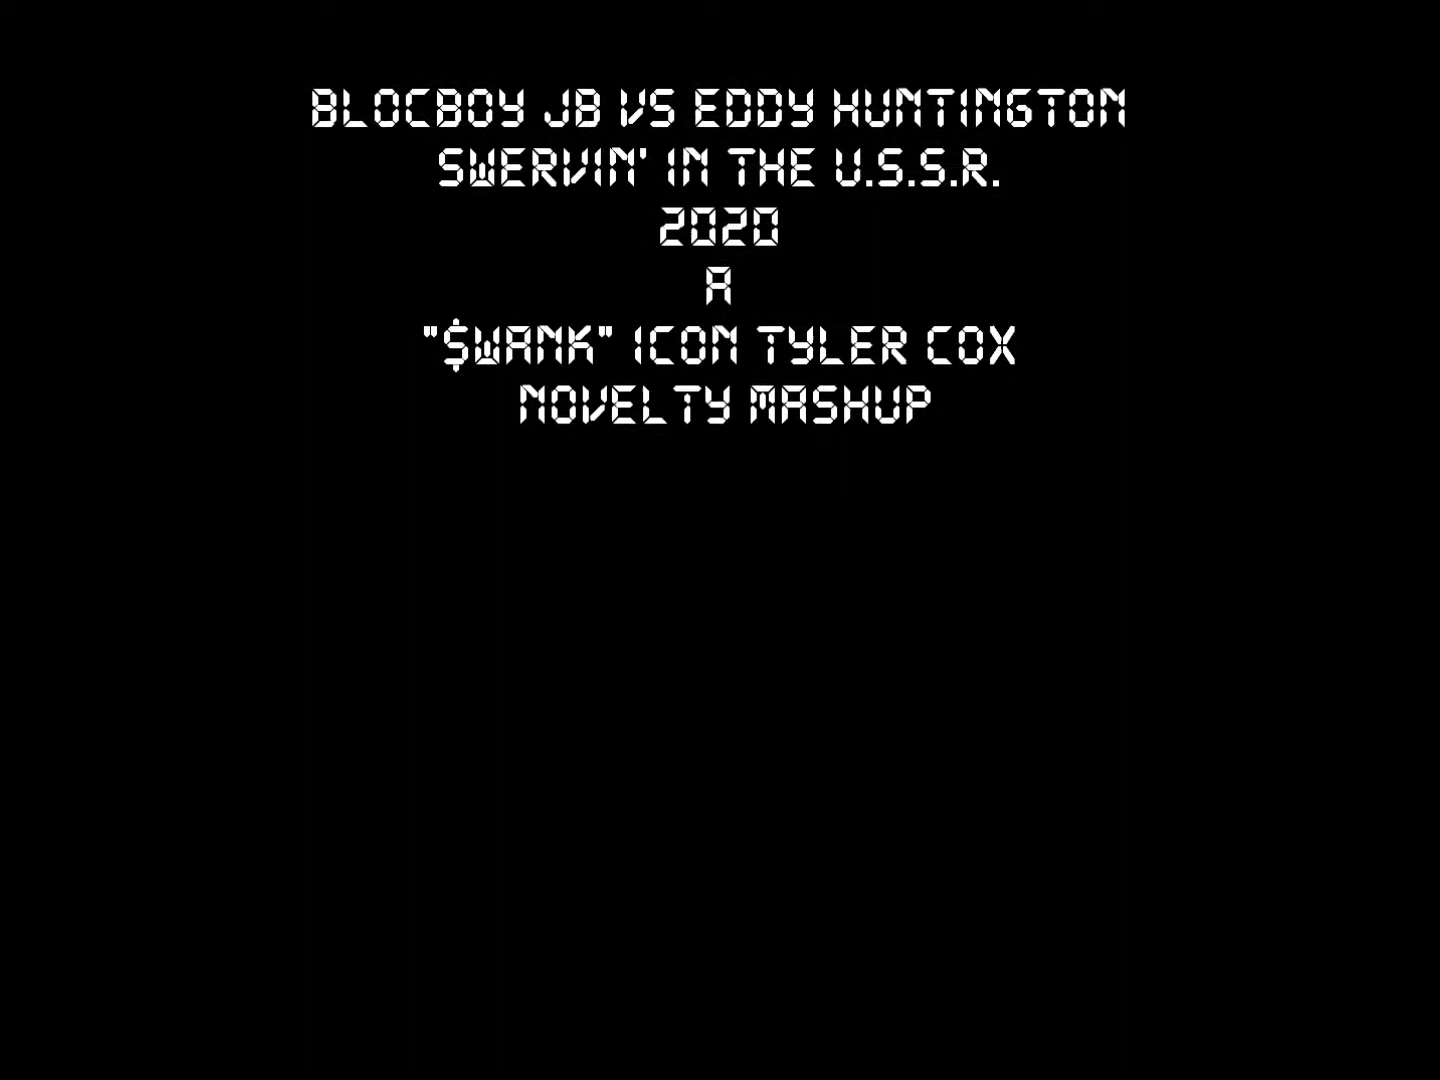 BLOCBOY JB VS EDDY HUNTINGTON
SWERVIN' IN THE U.S.S.R.
2020
A
"$WANK" ICON TYLER COX
NOVELTY MASHUP